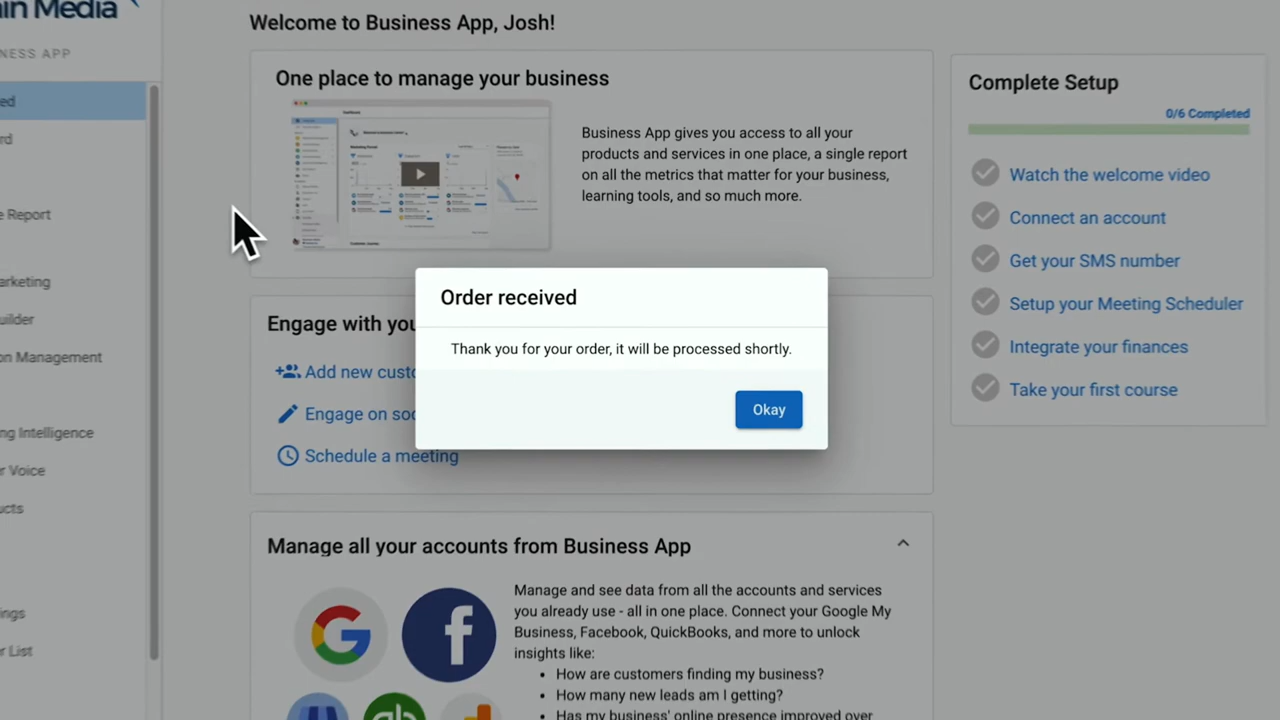 in Media
NESS APP
ed
rd
e Report
arketing
uilder
on Management
ng Intelligence
r Voice
ucts
ngs
r List
Welcome to Business App, Josh!
One place to manage your business
Business App gives you access to all your
products and services in one place, a single report
on all the metrics that matter for your business,
learning tools, and so much more.
Engage with you
Add new custo
Engage on soc
Schedule a meeting
Order received
Thank you for your order, it will be processed shortly.
Okay
Manage all your accounts from Business App
Manage and see data from all the accounts and services
you already use - all in one place. Connect your Google My
Business, Facebook, QuickBooks, and more to unlock
insights like:
• How are customers finding my business?
• How many new leads am I getting?
• Has my business' online presence improved over
Complete Setup
0/6 Completed
Watch the welcome video
Connect an account
Get your SMS number
Setup your Meeting Scheduler
Integrate your finances
Take your first course